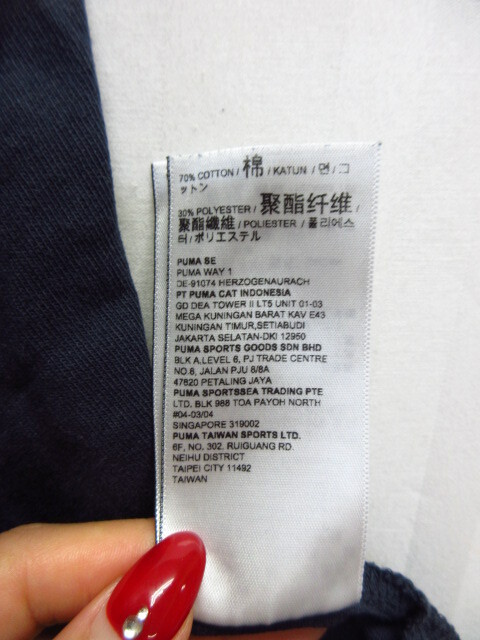 70% COTTON / 棉 / KATUN / 면 / コ
ットン
30% POLYESTER / 聚酯纤维 /
聚酯纖維 / POLIESTER / 폴리에스
터 / ポリエステル
PUMA SE
PUMA WAY 1
DE-91074 HERZOGENAURACH
PT PUMA CAT INDONESIA
GD DEA TOWER II LT5 UNIT 01-03
MEGA KUNINGAN BARAT KAV E43
KUNINGAN TIMUR,SETIABUDI
JAKARTA SELATAN-DKI 12950
PUMA SPORTS GOODS SDN BHD
BLK A,LEVEL 6, PJ TRADE CENTRE
NO.8, JALAN PJU 8/8A
47820 PETALING JAYA
PUMA SPORTSSEA TRADING PTE
LTD. BLK 988 TOA PAYOH NORTH
#04-03/04
SINGAPORE 319002
PUMA TAIWAN SPORTS LTD.
6F, NO. 302, RUIGUANG RD.
NEIHU DISTRICT
TAIPEI CITY 11492
TAIWAN